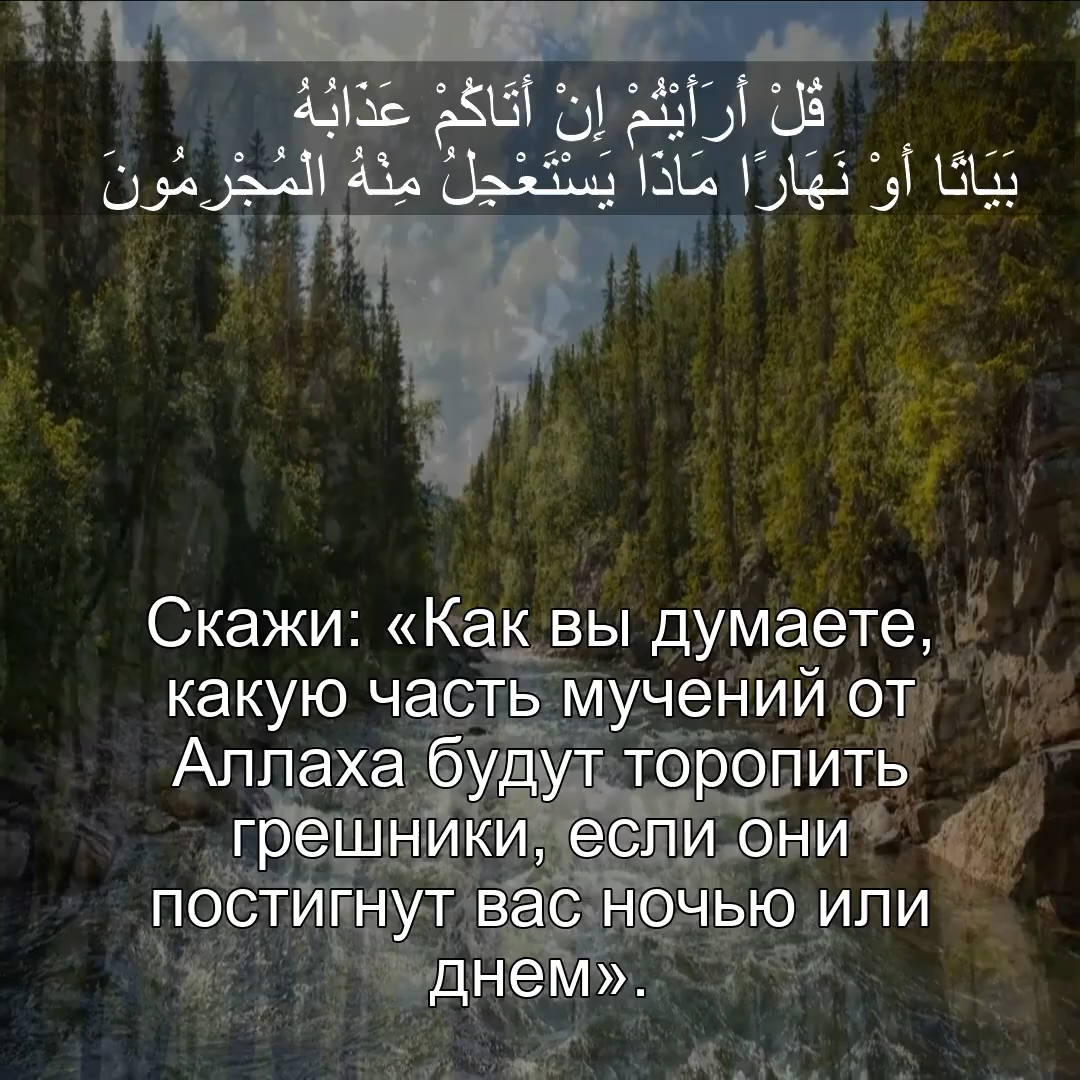 قُلْ أَرَأَيْتُمْ إِنْ أَتَاكُمْ عَذَابُهُ
بَيَاتًا أَوْ نَهَارًا مَاذَا يَسْتَعْجِلُ مِنْهُ الْمُجْرِمُونَ
Скажи: «Как вы думаете,
какую часть мучений от
Аллаха будут торопить
грешники, если они
постигнут вас ночью или
днем».